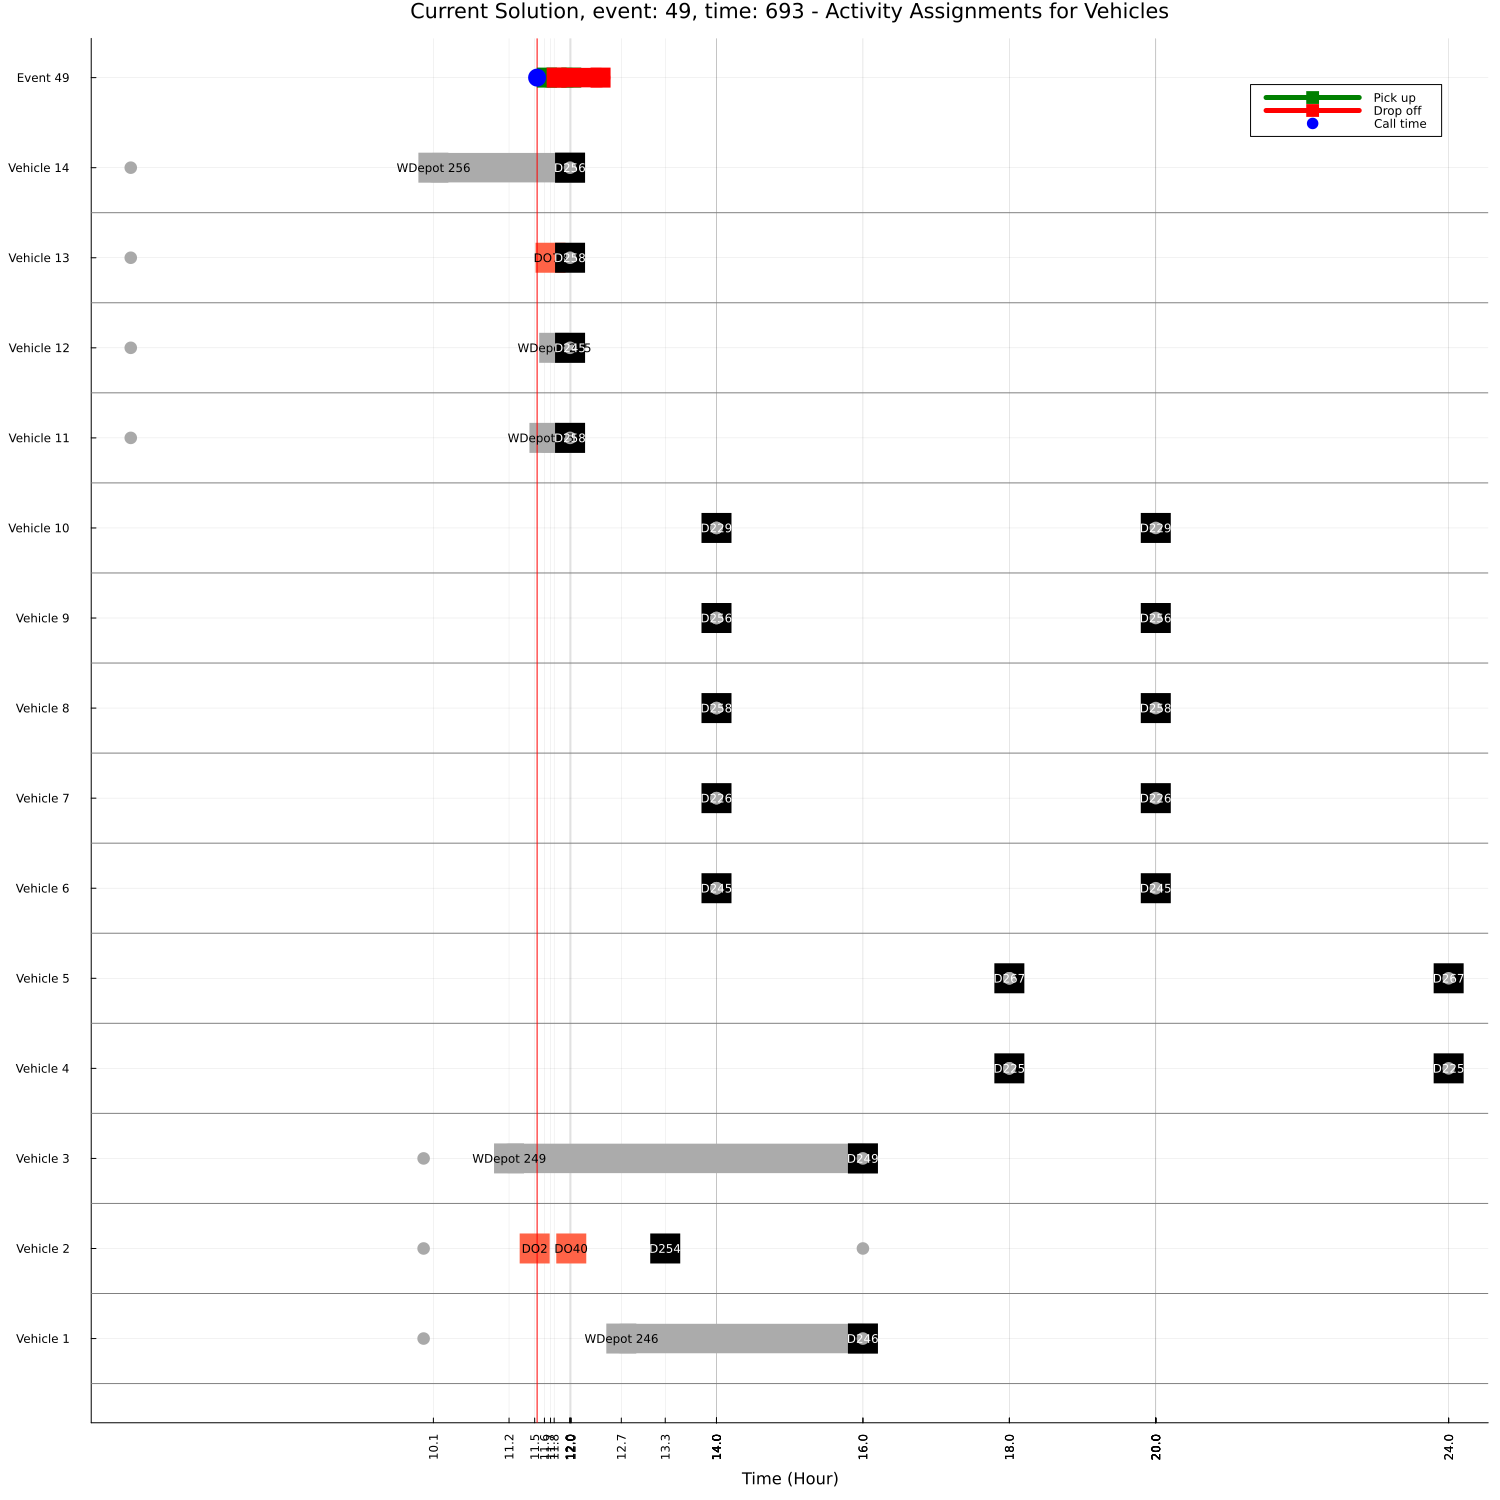 Current Solution, event: 49, time: 693 - Activity Assignments for Vehicles
Event 49
Pick up
Drop off
Call time
Vehicle 14
WDepot 256
D256
Vehicle 13
DO
D258
Vehicle 12
D245
Vehicle 11
WDepot
D258
Vehicle 10
D229
D229
Vehicle 9
D256
D256
Vehicle 8
D258
D258
Vehicle 7
D226
D226
Vehicle 6
D245
D245
Vehicle 5
D267
D267
Vehicle 4
D225
D225
Vehicle 3
WDepot 249
D249
Vehicle 2
DO2
DO40
D254
Vehicle 1
WDepot 246
D246
10.1
11.2
11.5
12.0
12.7
13.3
14.0
16.0
18.0
20.0
24.0
Time (Hour)